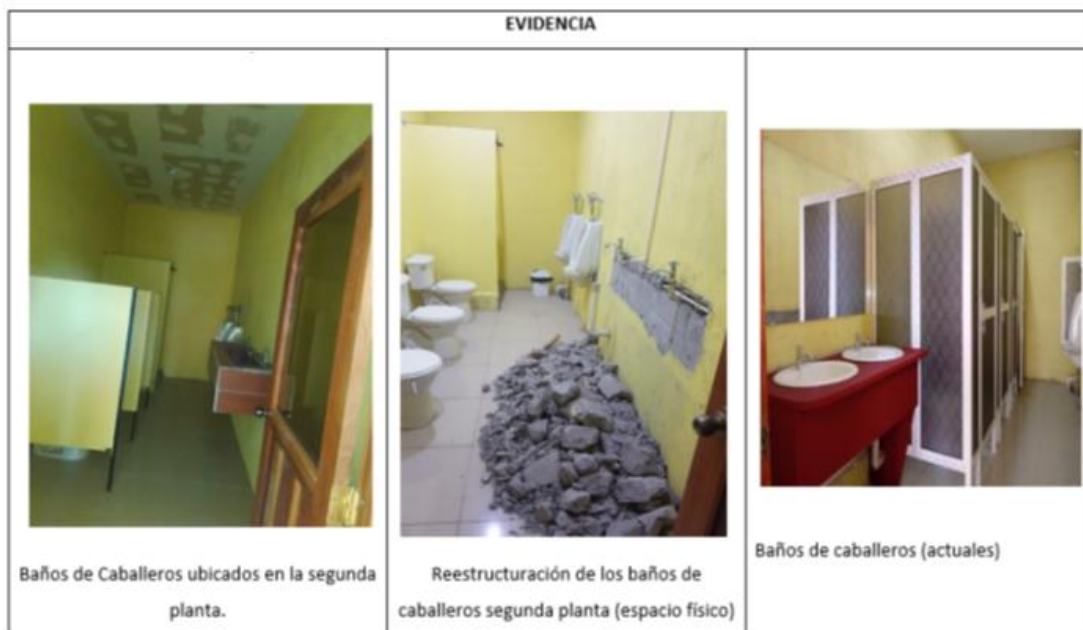 EVIDENCIA
Baños de Caballeros ubicados en la segunda
planta.
Reestructuración de los baños de
caballeros segunda planta (espacio físico)
Baños de caballeros (actuales)